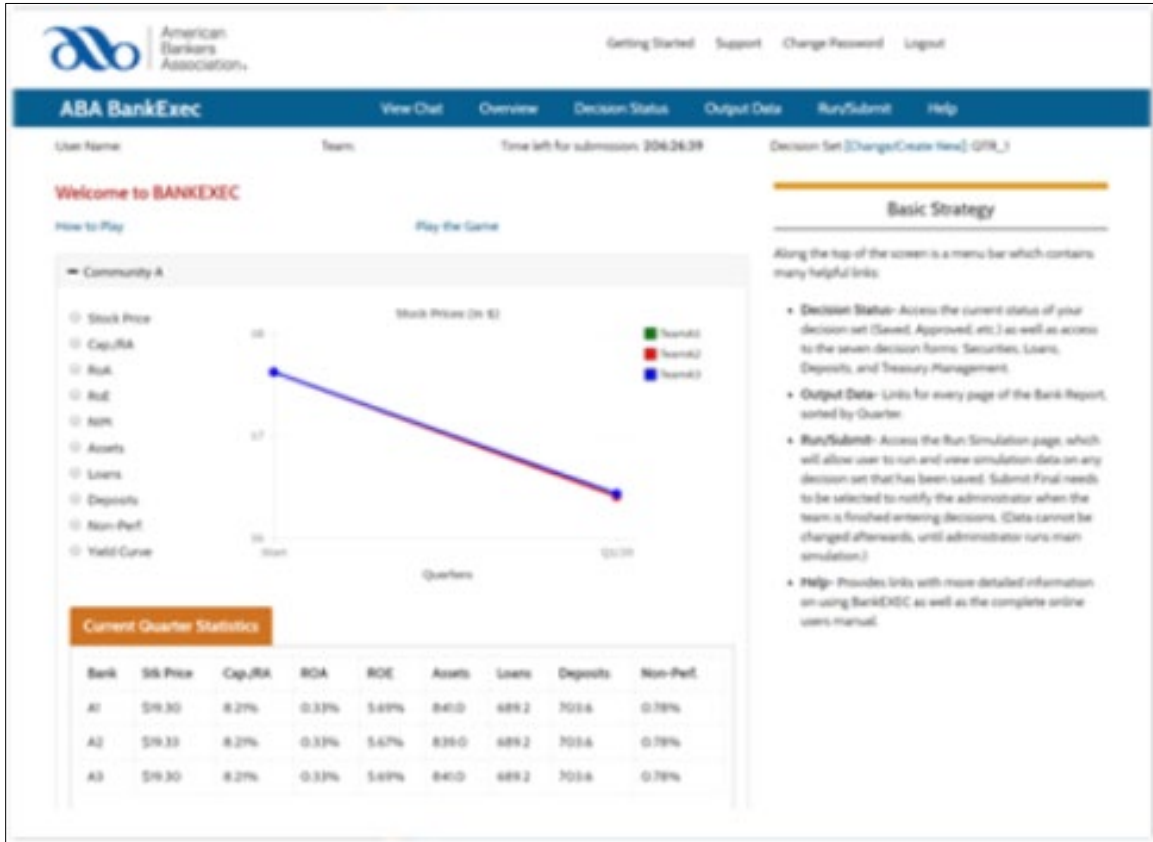 American
Bankers
Association®
Getting Started Support Change Password Logout
ABA BankExec
View Chat Overview Decision Status Output Data Run/Submit Help
User Name: Team: Time left for submission: 206:26:39 Decision Set [Change/Create New]: QTR_1
Welcome to BANKEXEC
How to Play Play the Game
Community A
Stock Price
Cap./RA
RoA
RoE
NIM
Assets
Loans
Deposits
Non-Perf.
Yield Curve
Stock Prices (in $)
TeamA1
TeamA2
TeamA3
Start
Quarters
Current Quarter Statistics
Bank Stk Price Cap./RA ROA ROE Assets Loans Deposits Non-Perf.
A1 $19.30 8.21% 0.33% 5.69% 841.0 689.2 703.6 0.78%
A2 $19.33 8.21% 0.33% 5.67% 839.0 689.2 703.6 0.78%
A3 $19.30 8.21% 0.33% 5.69% 841.0 689.2 703.6 0.78%
Basic Strategy
Along the top of the screen is a menu bar which contains
many helpful links:
Decision Status- Access the current status of your
decision set (Saved, Approved, etc.) as well as access
to the seven decision forms: Securities, Loans,
Deposits, and Treasury Management.
Output Data- Links for every page of the Bank Report,
sorted by Quarter.
Run/Submit- Access the Run Simulation page, which
will allow user to run and view simulation data on any
decision set that has been saved. Submit Final needs
to be selected to notify the administrator when the
team is finished entering decisions. (Data cannot be
changed afterwards, until administrator runs main
simulation.)
Help- Provides links with more detailed information
on using BankEXEC as well as the complete online
users manual.